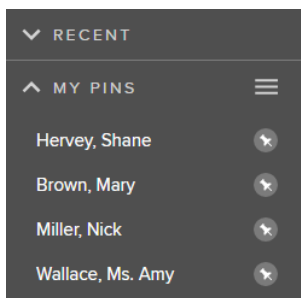 RECENT
MY PINS
Hervey, Shane
Brown, Mary
Miller, Nick
Wallace, Ms. Amy